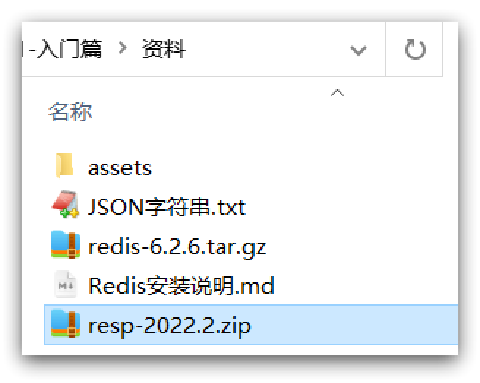 -入门篇 > 资料
名称
assets
JSON字符串.txt
redis-6.2.6.tar.gz
Redis安装说明.md
resp-2022.2.zip